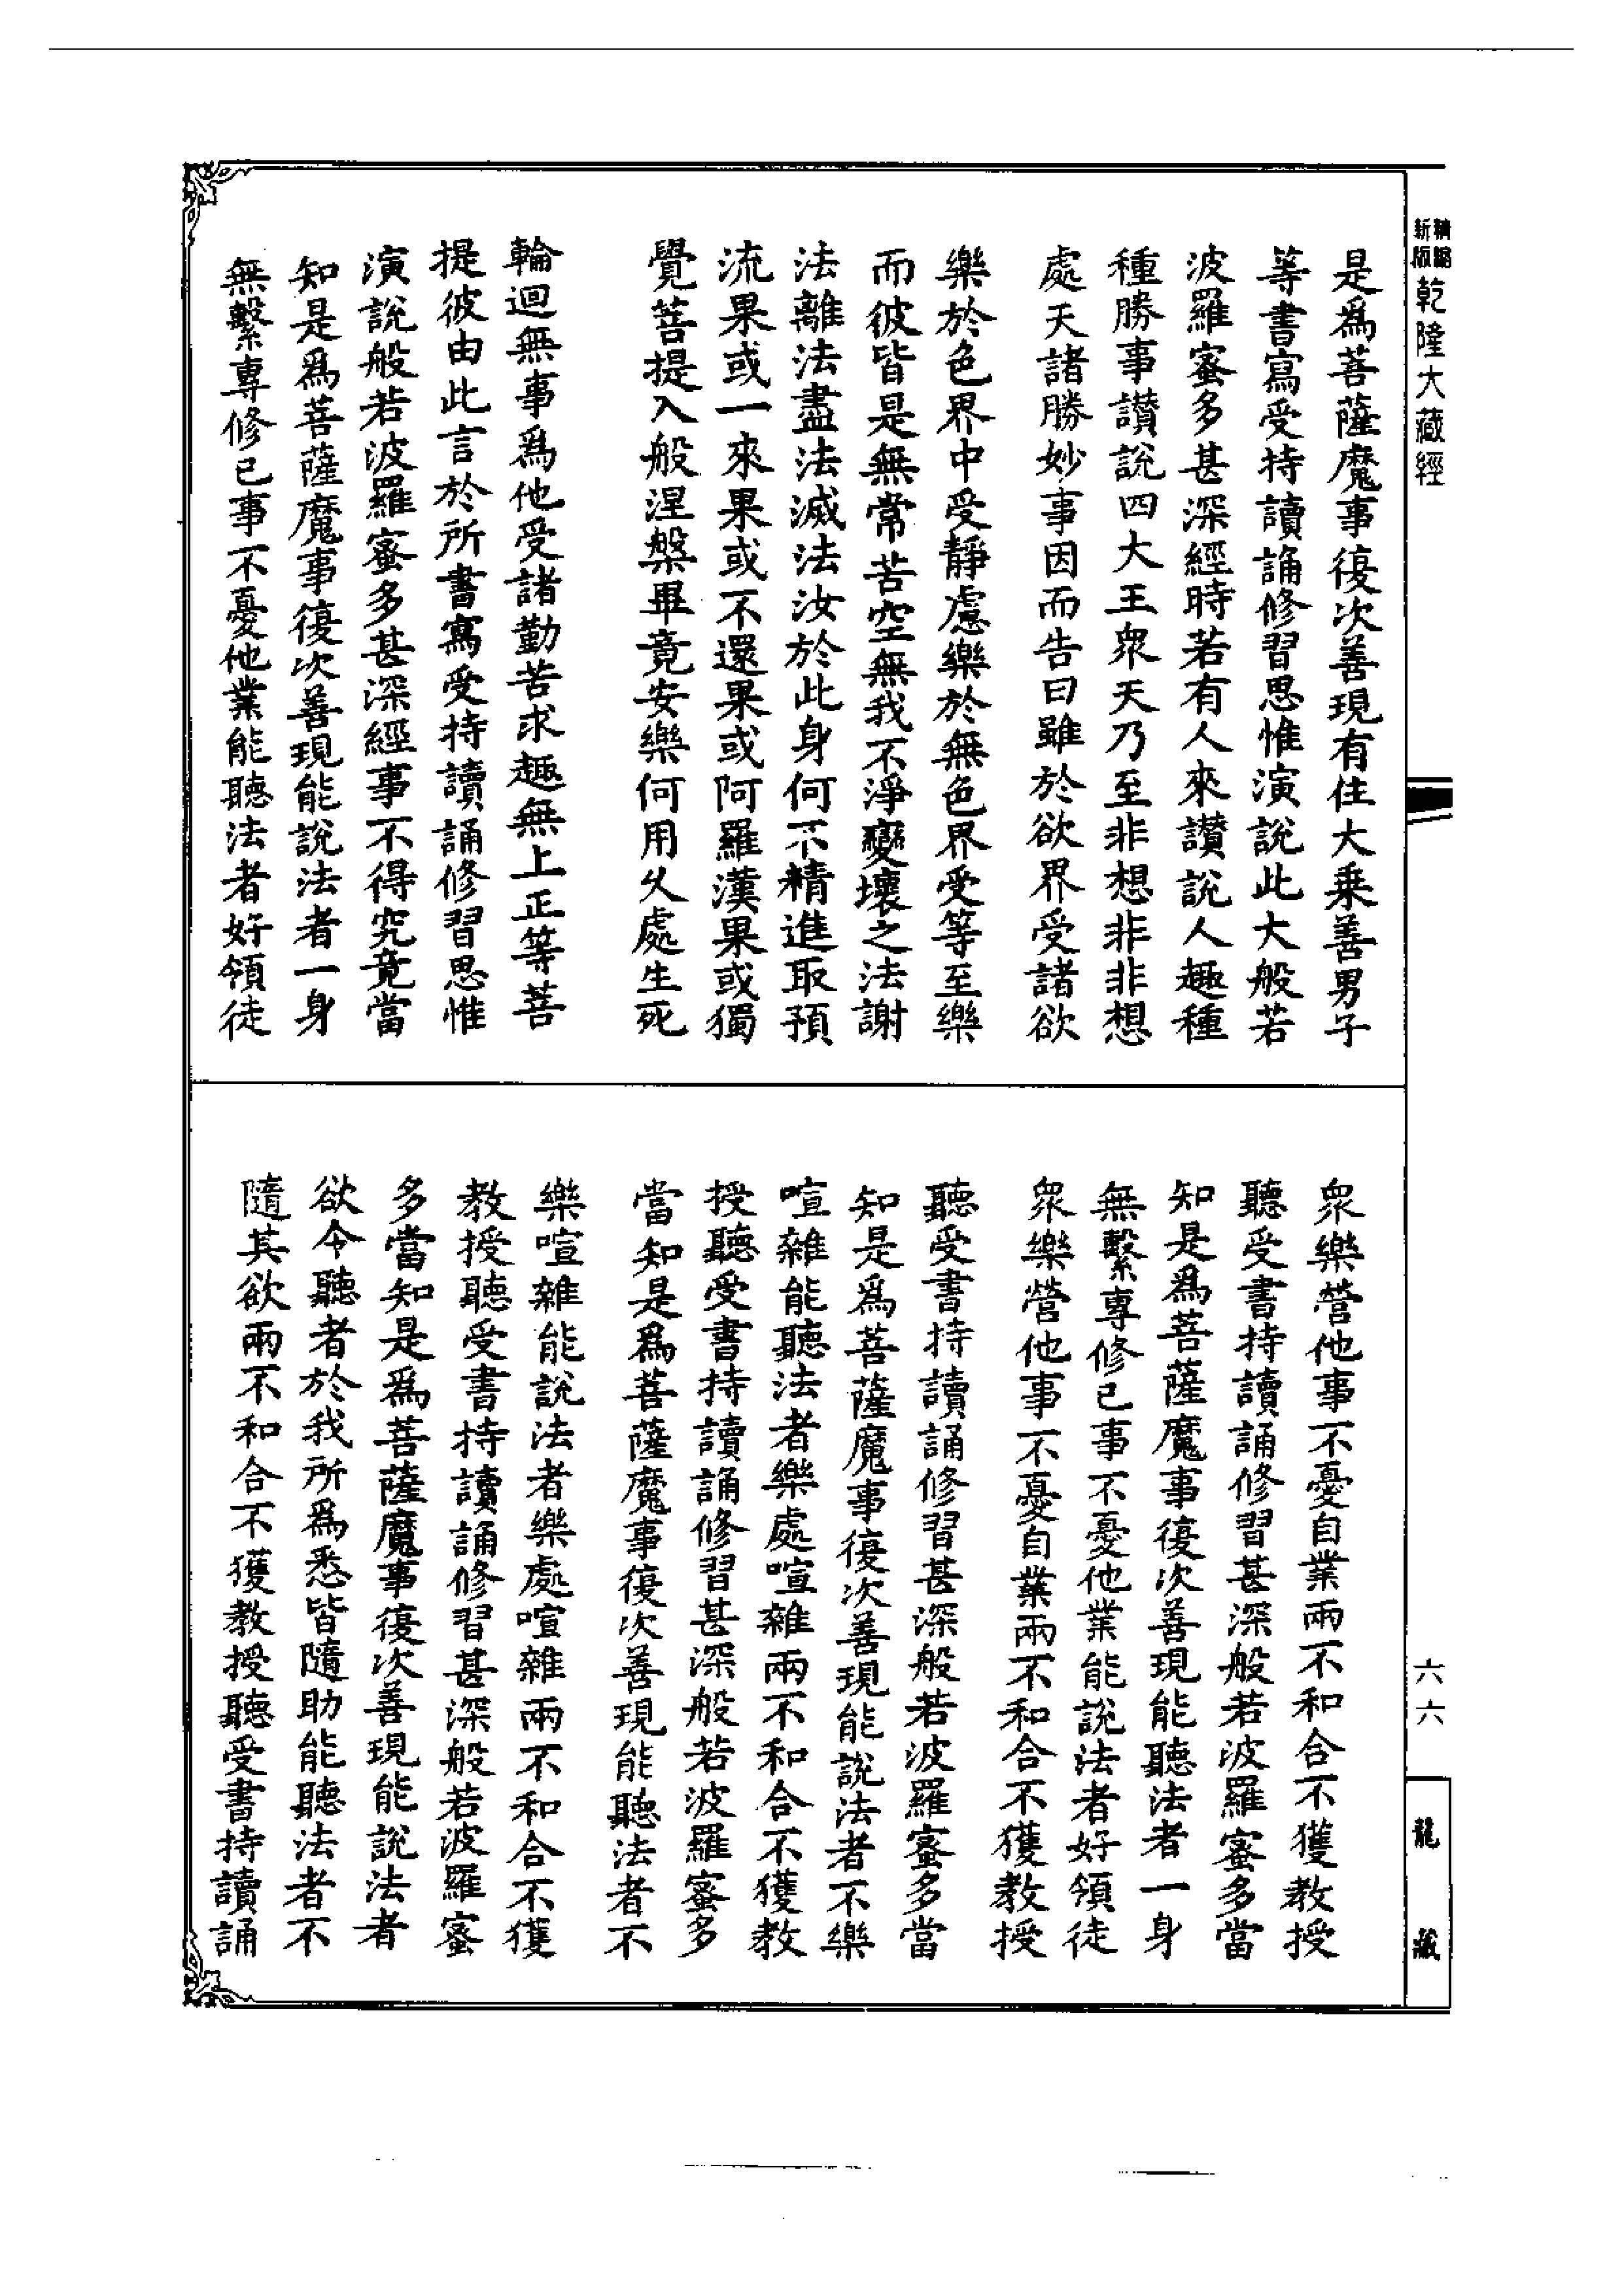 新版精縮乾隆大藏經
是爲菩薩魔事復次善現有住大乘善男子
等書寫受持讀誦修習思惟演說此大般若
波羅蜜多甚深經時若有人來讚說人趣種
種勝事讚說四大王衆天乃至非想非非想
處天諸勝妙事因而告曰雖於欲界受諸欲
樂於色界中受靜慮樂於無色界受等至樂
而彼皆是無常苦空無我不淨變壞之法謝
法離法盡法滅法汝於此身何不精進取預
流果或一來果或不還果或阿羅漢果或獨
覺菩提入般涅槃畢竟安樂何用久處生死
輪迴無事爲他受諸勤苦求趣無上正等菩
提彼由此言於所書寫受持讀誦修習思惟
演說般若波羅蜜多甚深經事不得究竟當
知是爲菩薩魔事復次善現能說法者一身
無繫專修己事不憂他業能聽法者好領徒
衆樂營他事不憂自業兩不和合不獲教授
聽受書持讀誦修習甚深般若波羅蜜多當
知是爲菩薩魔事復次善現能聽法者一身
無繫專修己事不憂他業能說法者好領徒
衆樂營他事不憂自業兩不和合不獲教授
聽受書持讀誦修習甚深般若波羅蜜多當
知是爲菩薩魔事復次善現能說法者不樂
喧雜能聽法者樂處喧雜兩不和合不獲教
授聽受書持讀誦修習甚深般若波羅蜜多
當知是爲菩薩魔事復次善現能聽法者不
樂喧雜能說法者樂處喧雜兩不和合不獲
教授聽受書持讀誦修習甚深般若波羅蜜
多當知是爲菩薩魔事復次善現能說法者
欲令聽者於我所爲悉皆隨助能聽法者不
隨其欲兩不和合不獲教授聽受書持讀誦
六六
龍藏